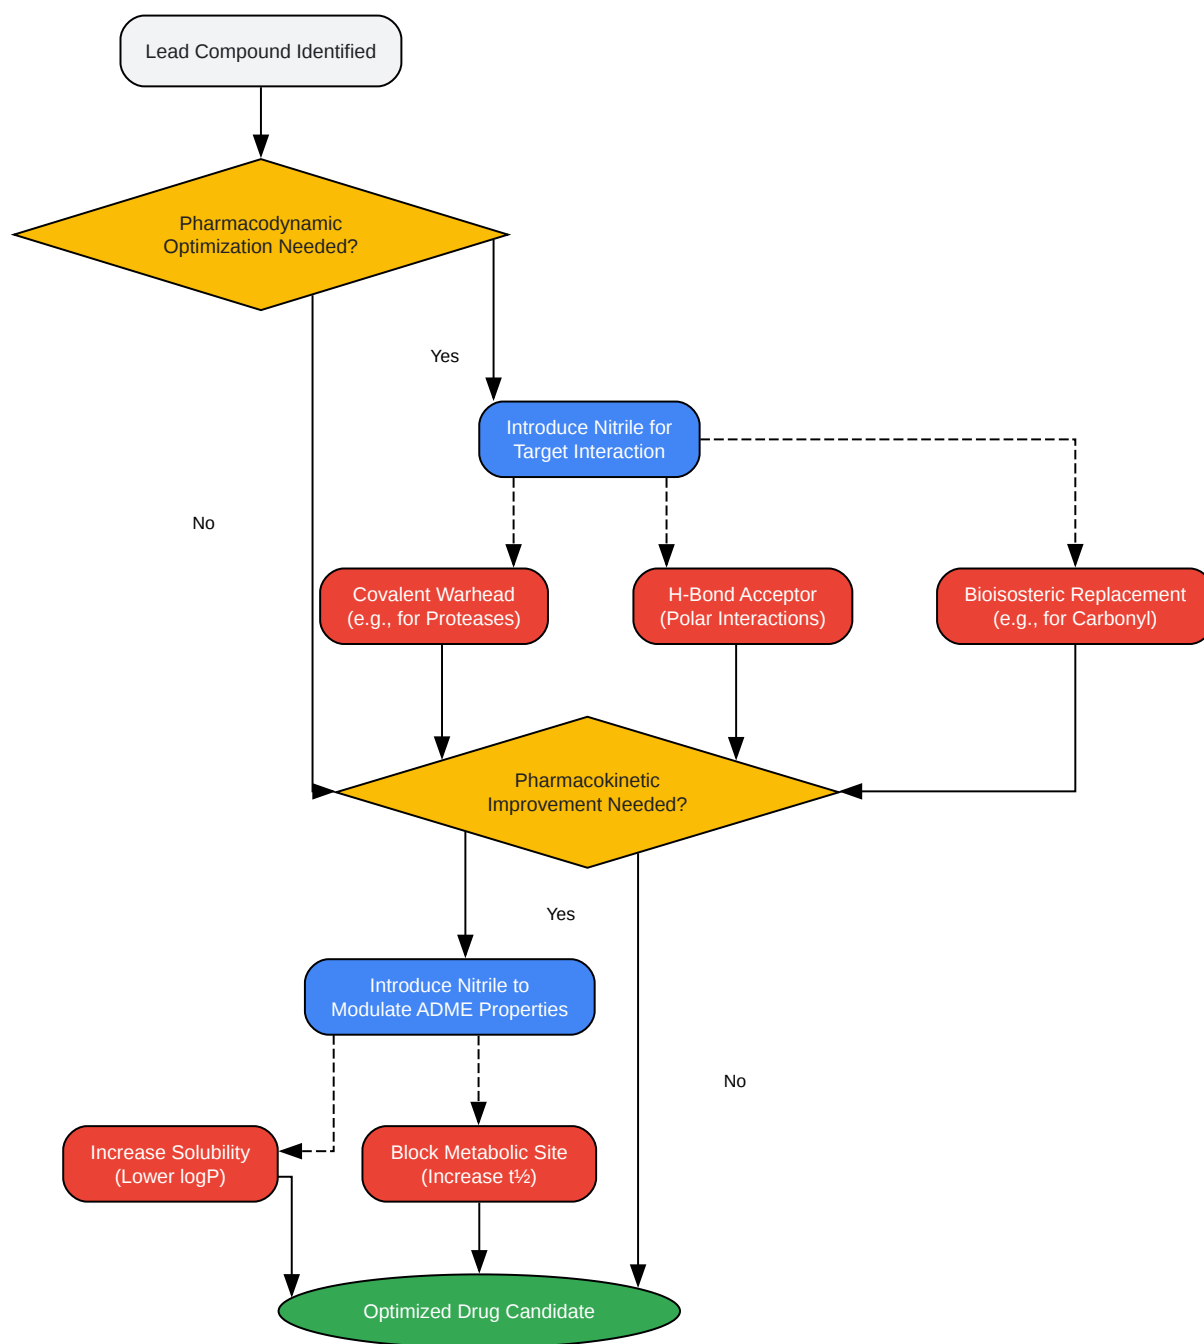 Lead Compound Identified
Pharmacodynamic
Optimization Needed?
Yes
Introduce Nitrile for
Target Interaction
No
Covalent Warhead
(e.g., for Proteases)
H-Bond Acceptor
(Polar Interactions)
Bioisosteric Replacement
(e.g., for Carbonyl)
Pharmacokinetic
Improvement Needed?
Yes
Introduce Nitrile to
Modulate ADME Properties
No
Increase Solubility
(Lower logP)
Block Metabolic Site
(Increase t½)
Optimized Drug Candidate